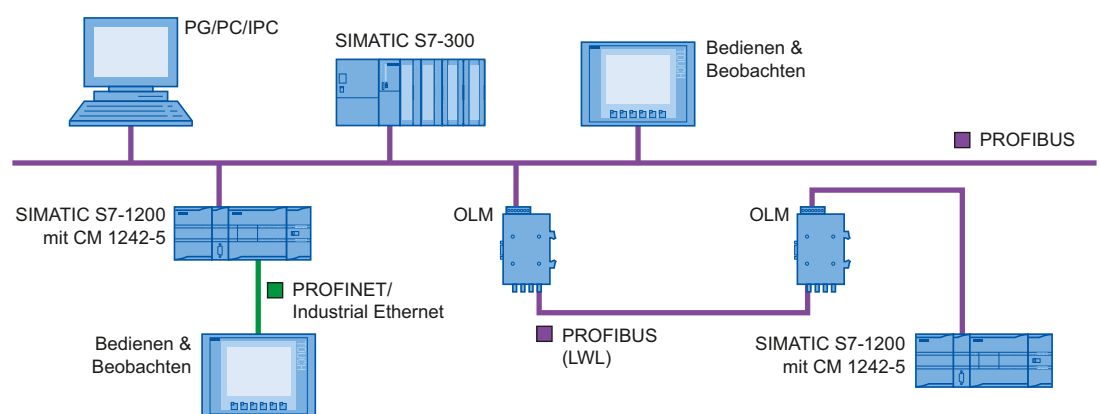 PG/PC/IPC
SIMATIC S7-300
Bedienen &
Beobachten
PROFIBUS
SIMATIC S7-1200
mit CM 1242-5
OLM
OLM
PROFINET/
Industrial Ethernet
PROFIBUS
(LWL)
Bedienen &
Beobachten
SIMATIC S7-1200
mit CM 1242-5